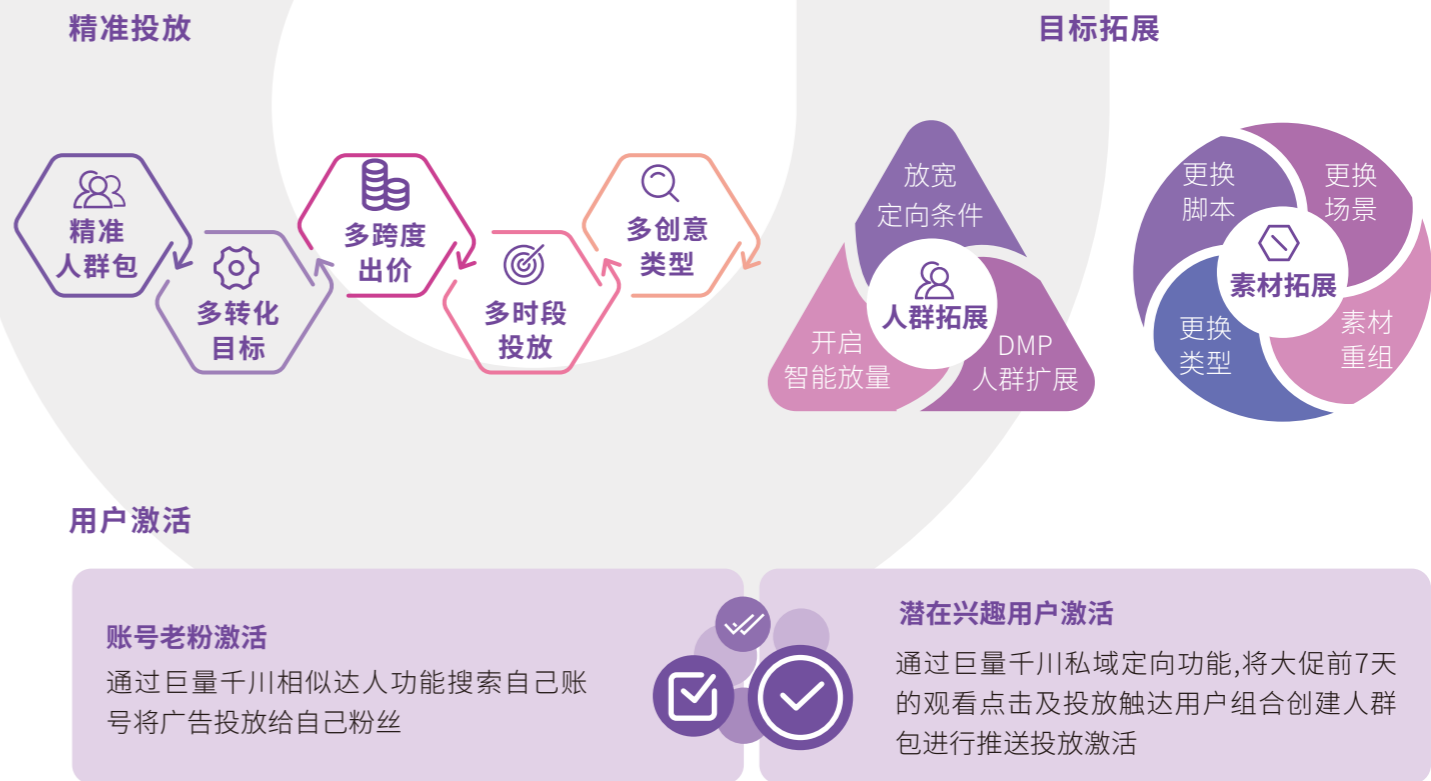 精准投放
精准
人群包
多转化
目标
多跨度
出价
多时段
投放
多创意
类型
目标拓展
放宽
定向条件
人群拓展
开启
智能放量
DMP
人群扩展
更换
脚本
更换
场景
素材拓展
更换
类型
素材
重组
用户激活
账号老粉激活
通过巨量千川相似达人功能搜索自己账
号将广告投放给自己粉丝
潜在兴趣用户激活
通过巨量千川私域定向功能,将大促前7天
的观看点击及投放触达用户组合创建人群
包进行推送投放激活